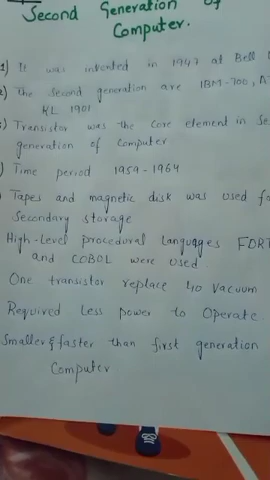 Second Generation of
Computer.
1) It was invented in 1947 at Bell
2) The second generation are IBM-700,
KL 1901
) Transistor was the core element in Se
generation of computer
) Time period 1959-1964
Tapes and magnetic disk was used fo
Secondary storage
High-Level procedural Languages FORT
and COBOL were used.
One transistor replace 40 vacuum
Required Less power to Operate.
Smaller & faster than first generation
Computer